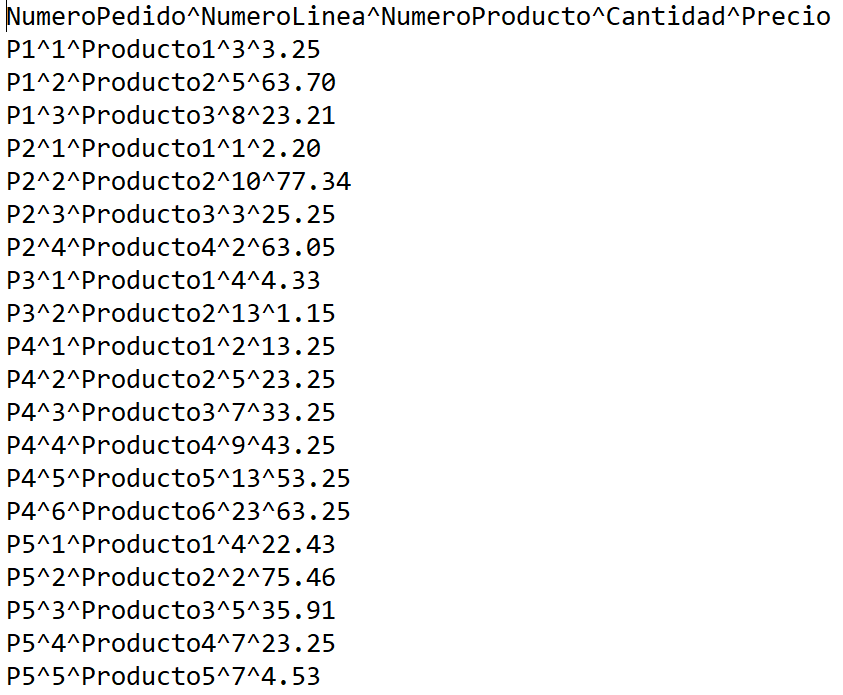 NumeroPedido^NumeroLinea^NumeroProducto^Cantidad^Precio
P1^1^Producto1^3^3.25
P1^2^Producto2^5^63.70
P1^3^Producto3^8^23.21
P2^1^Producto1^1^2.20
P2^2^Producto2^10^77.34
P2^3^Producto3^3^25.25
P2^4^Producto4^2^63.05
P3^1^Producto1^4^4.33
P3^2^Producto2^13^1.15
P4^1^Producto1^2^13.25
P4^2^Producto2^5^23.25
P4^3^Producto3^7^33.25
P4^4^Producto4^9^43.25
P4^5^Producto5^13^53.25
P4^6^Producto6^23^63.25
P5^1^Producto1^4^22.43
P5^2^Producto2^2^75.46
P5^3^Producto3^5^35.91
P5^4^Producto4^7^23.25
P5^5^Producto5^7^4.53